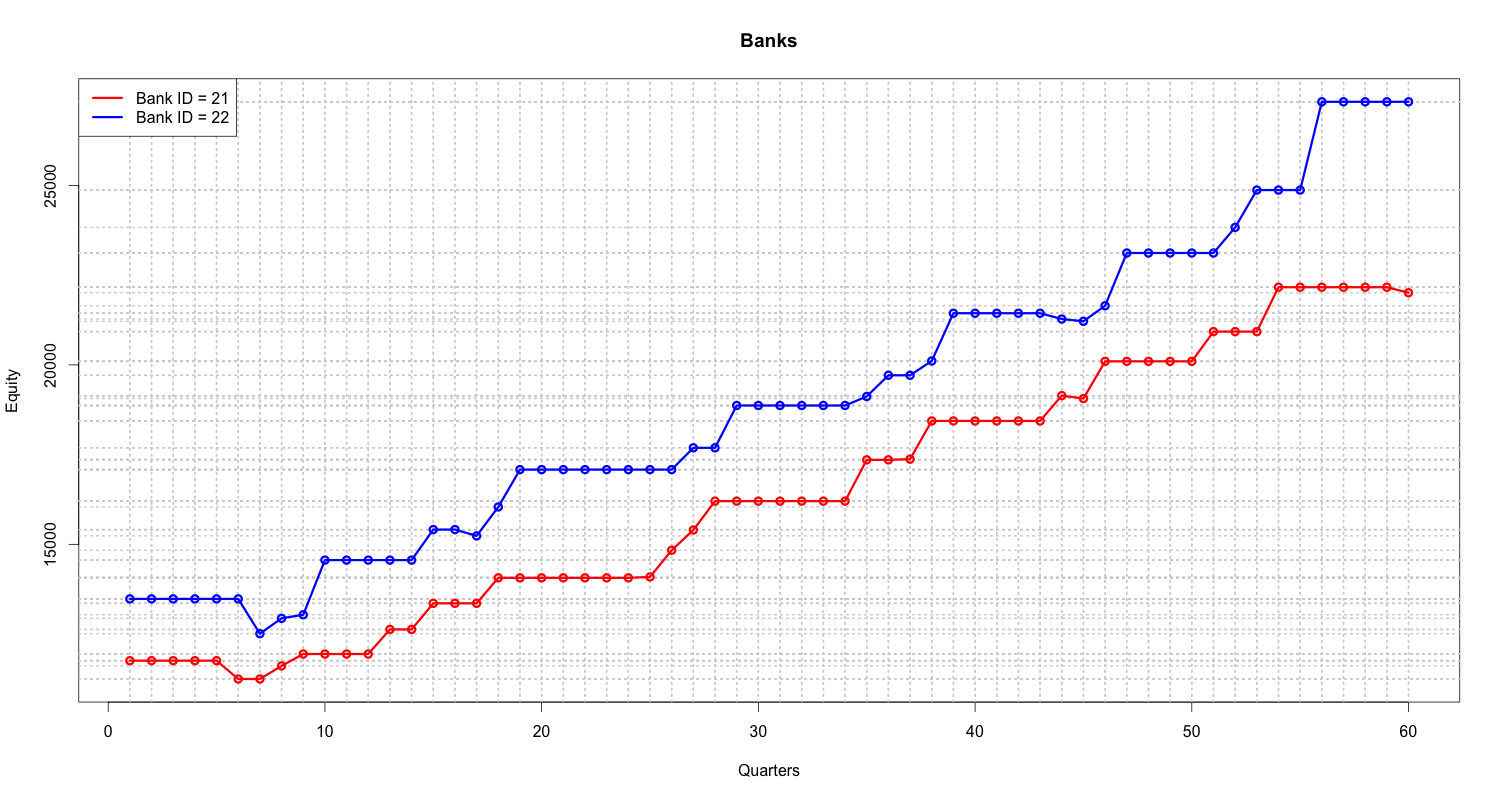 Banks
Bank ID = 21
Bank ID = 22
25000
20000
15000
Equity
0 10 20 30 40 50 60
Quarters